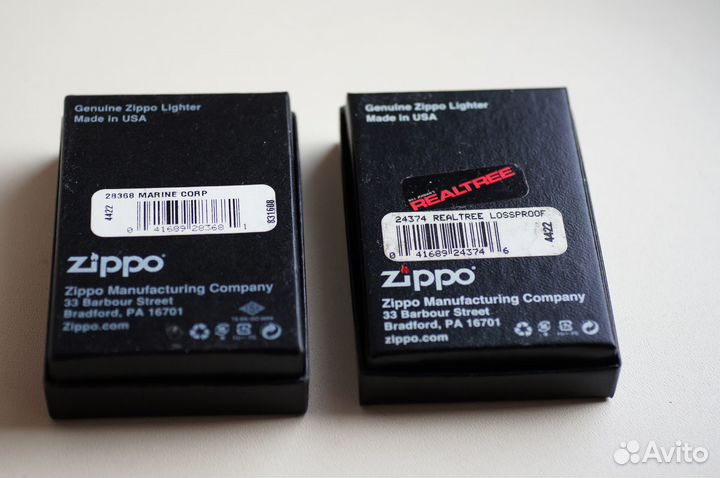 Genuine Zippo Lighter
Made in USA
28368 MARINE CORP
4422
0 41689 28368 1
831608
Zippo
Zippo Manufacturing Company
33 Barbour Street
Bradford, PA 16701
Zippo.com
Genuine Zippo Lighter
Made in USA
REALTREE
24374 REALTREE LOSSPROOF
0 41689 24374 6
4422
Zippo
Zippo Manufacturing Company
33 Barbour Street
Bradford, PA 16701
zippo.com
Avito